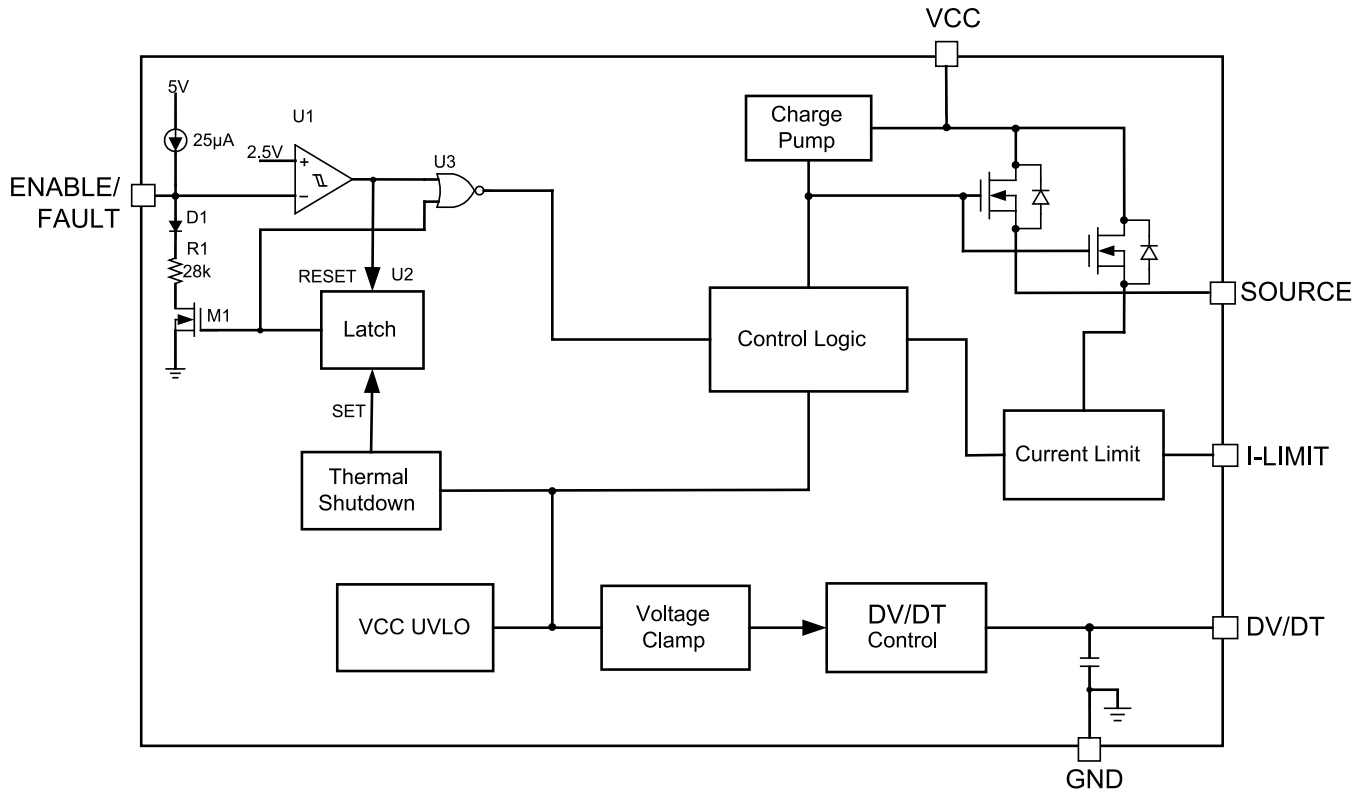 VCC
5V
U1
25µA
2.5V
+
−
U3
Charge
Pump
ENABLE/
FAULT
D1
R1
28k
M1
RESET
U2
Latch
SET
Control Logic
SOURCE
Thermal
Shutdown
Current Limit
I-LIMIT
VCC UVLO
Voltage
Clamp
DV/DT
Control
DV/DT
GND